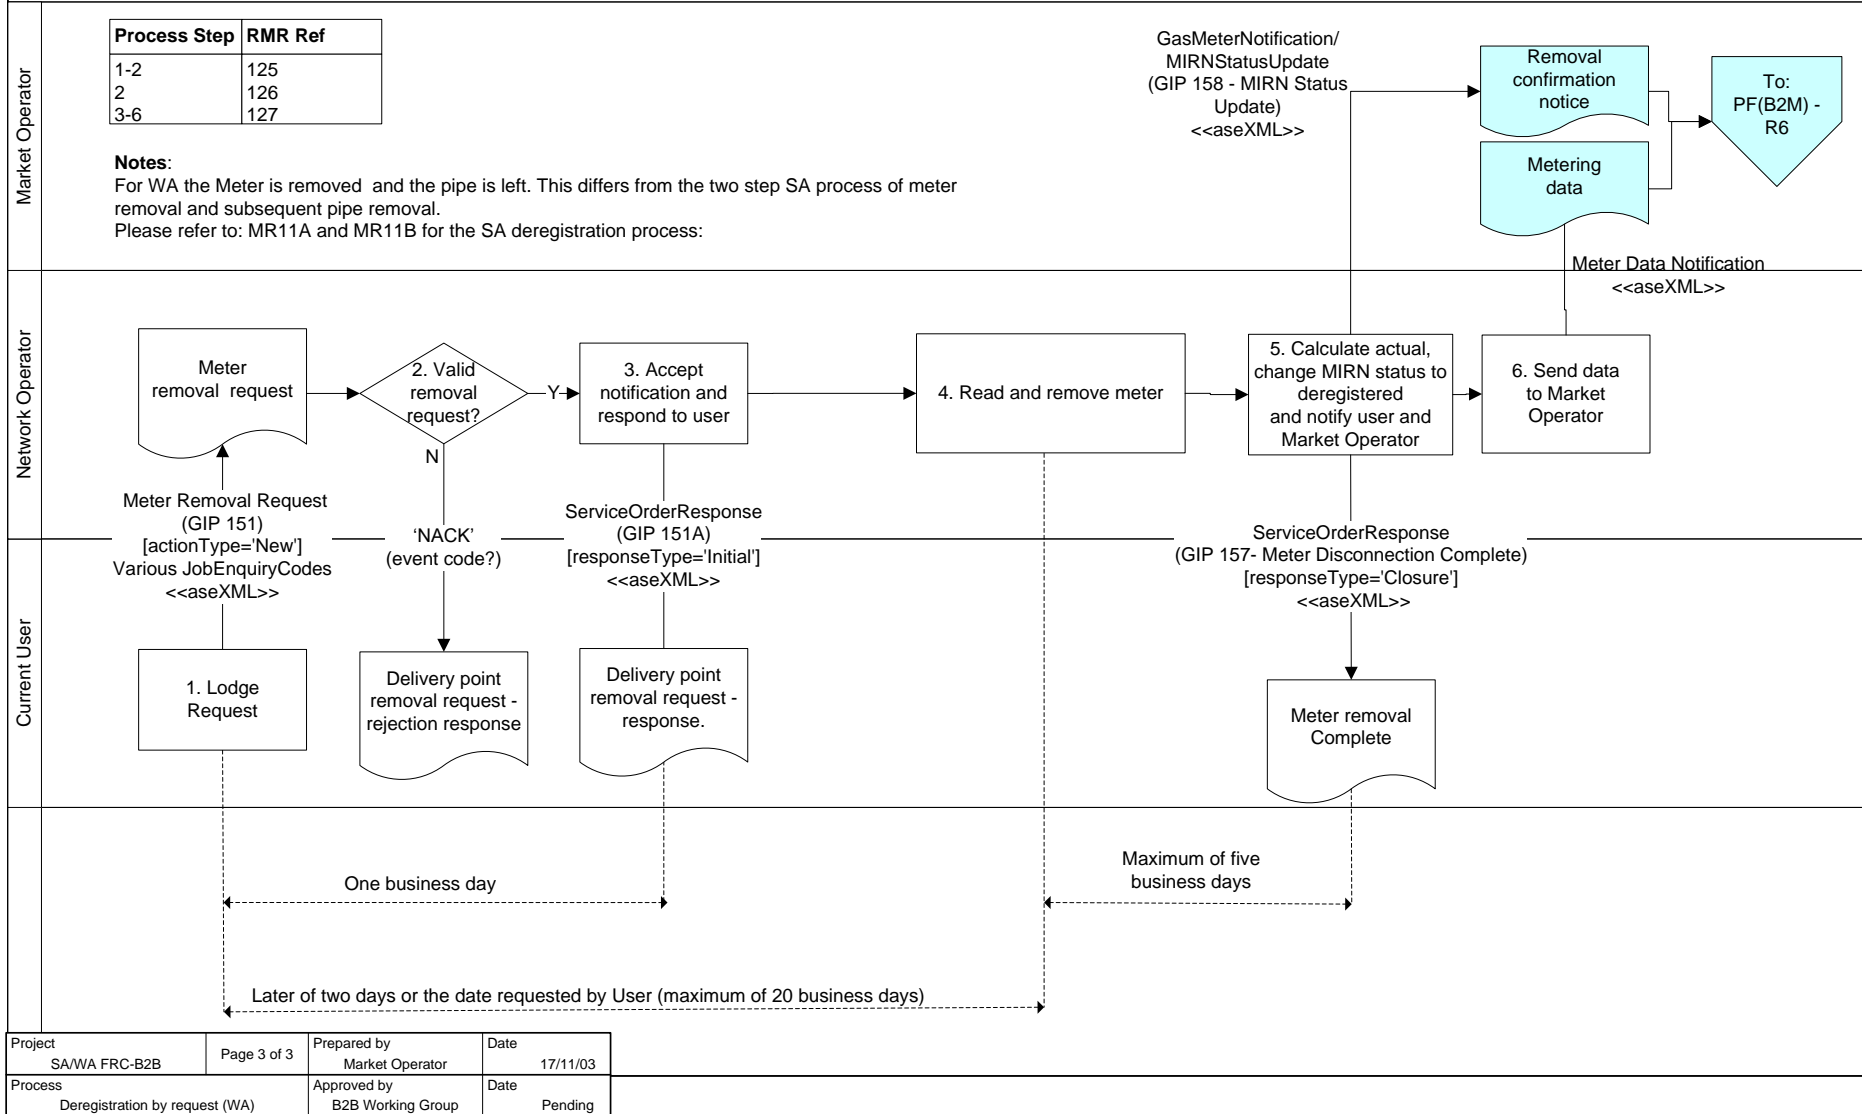 Market Operator
Process Step RMR Ref
1-2 125
2 126
3-6 127
Notes:
For WA the Meter is removed and the pipe is left. This differs from the two step SA process of meter
removal and subsequent pipe removal.
Please refer to: MR11A and MR11B for the SA deregistration process:
GasMeterNotification/
MIRNStatusUpdate
(GIP 158 - MIRN Status
Update)
<<aseXML>>
Removal
confirmation
notice
Metering
data
To:
PF(B2M) -
R6
Meter Data Notification
<<aseXML>>
Network Operator
Meter
removal request
2. Valid
removal
request?
Y
N
3. Accept
notification and
respond to user
4. Read and remove meter
5. Calculate actual,
change MIRN status to
deregistered
and notify user and
Market Operator
6. Send data
to Market
Operator
Meter Removal Request
(GIP 151)
[actionType='New']
Various JobEnquiryCodes
<<aseXML>>
‘NACK’
(event code?)
ServiceOrderResponse
(GIP 151A)
[responseType='Initial']
<<aseXML>>
ServiceOrderResponse
(GIP 157- Meter Disconnection Complete)
[responseType='Closure']
<<aseXML>>
Current User
1. Lodge
Request
Delivery point
removal request -
rejection response
Delivery point
removal request -
response.
Meter removal
Complete
One business day
Maximum of five
business days
Later of two days or the date requested by User (maximum of 20 business days)
Project
SA/WA FRC-B2B
Page 3 of 3
Prepared by
Market Operator
Date
17/11/03
Process
Deregistration by request (WA)
Approved by
B2B Working Group
Date
Pending